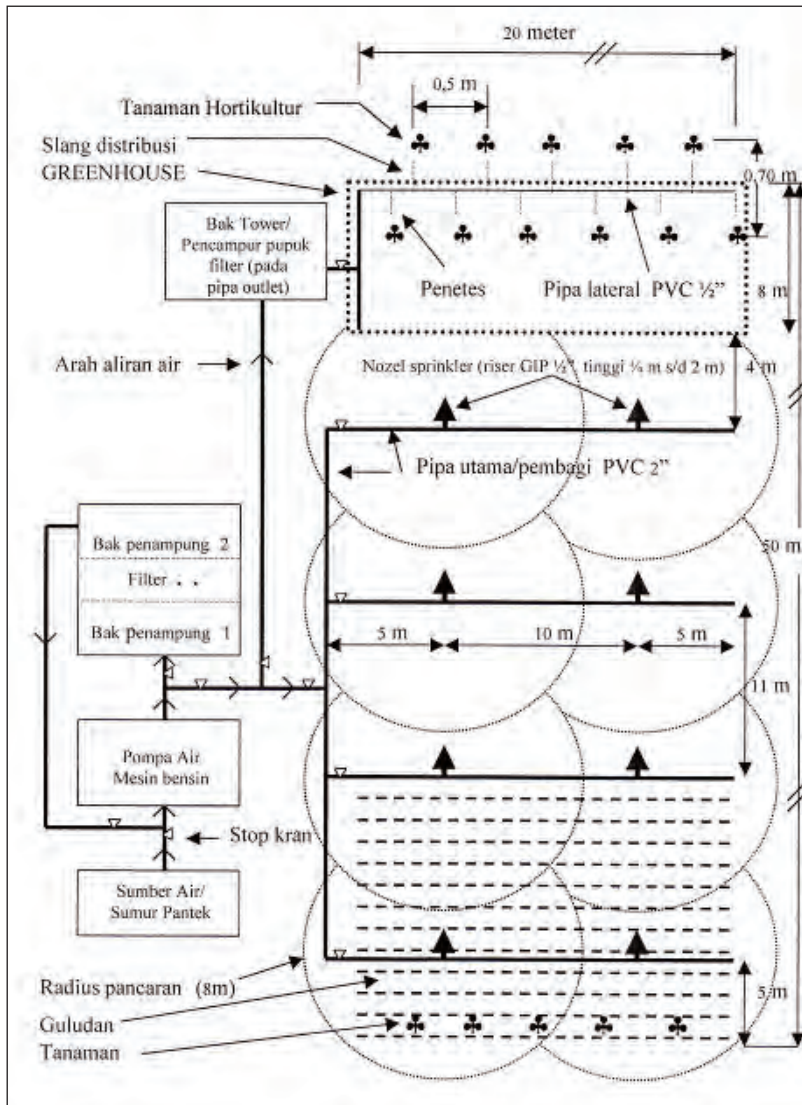 20 meter
0,5 m
Tanaman Hortikultur
Slang distribusi
GREENHOUSE
0,70 m
Bak Tower/
Pencampur pupuk
filter (pada
pipa outlet)
Penetes
Pipa lateral PVC ½”
8 m
Arah aliran air
Nozel sprinkler (riser GIP ½” tinggi ¼ m s/d 2 m)
4 m
Pipa utama/pembagi PVC 2”
Bak penampung 2
Filter . .
Bak penampung 1
50 m
5 m
10 m
5 m
11 m
Pompa Air
Mesin bensin
Stop kran
Sumber Air/
Sumur Pantek
Radius pancaran (8m)
Guludan
Tanaman
5 m